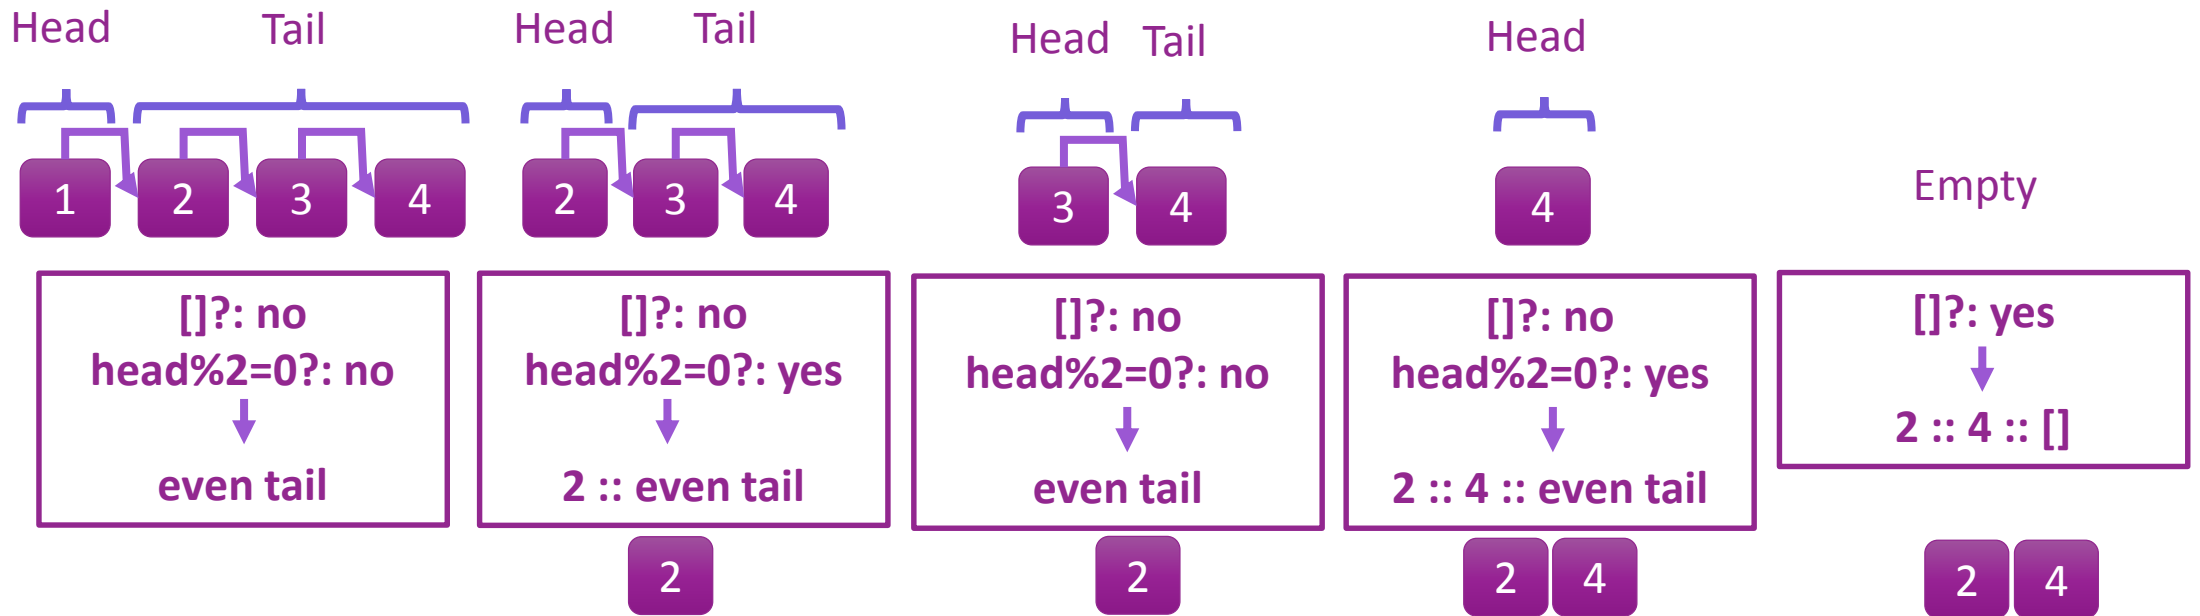 Head Tail
1 2 3 4
[]?: no
head%2=0?: no
even tail
Head Tail
2 3 4
[]?: no
head%2=0?: yes
2 :: even tail
2
Head Tail
3 4
[]?: no
head%2=0?: no
even tail
2
Head
4
[]?: no
head%2=0?: yes
2 :: 4 :: even tail
2 4
Empty
[]?: yes
2 :: 4 :: []
2 4